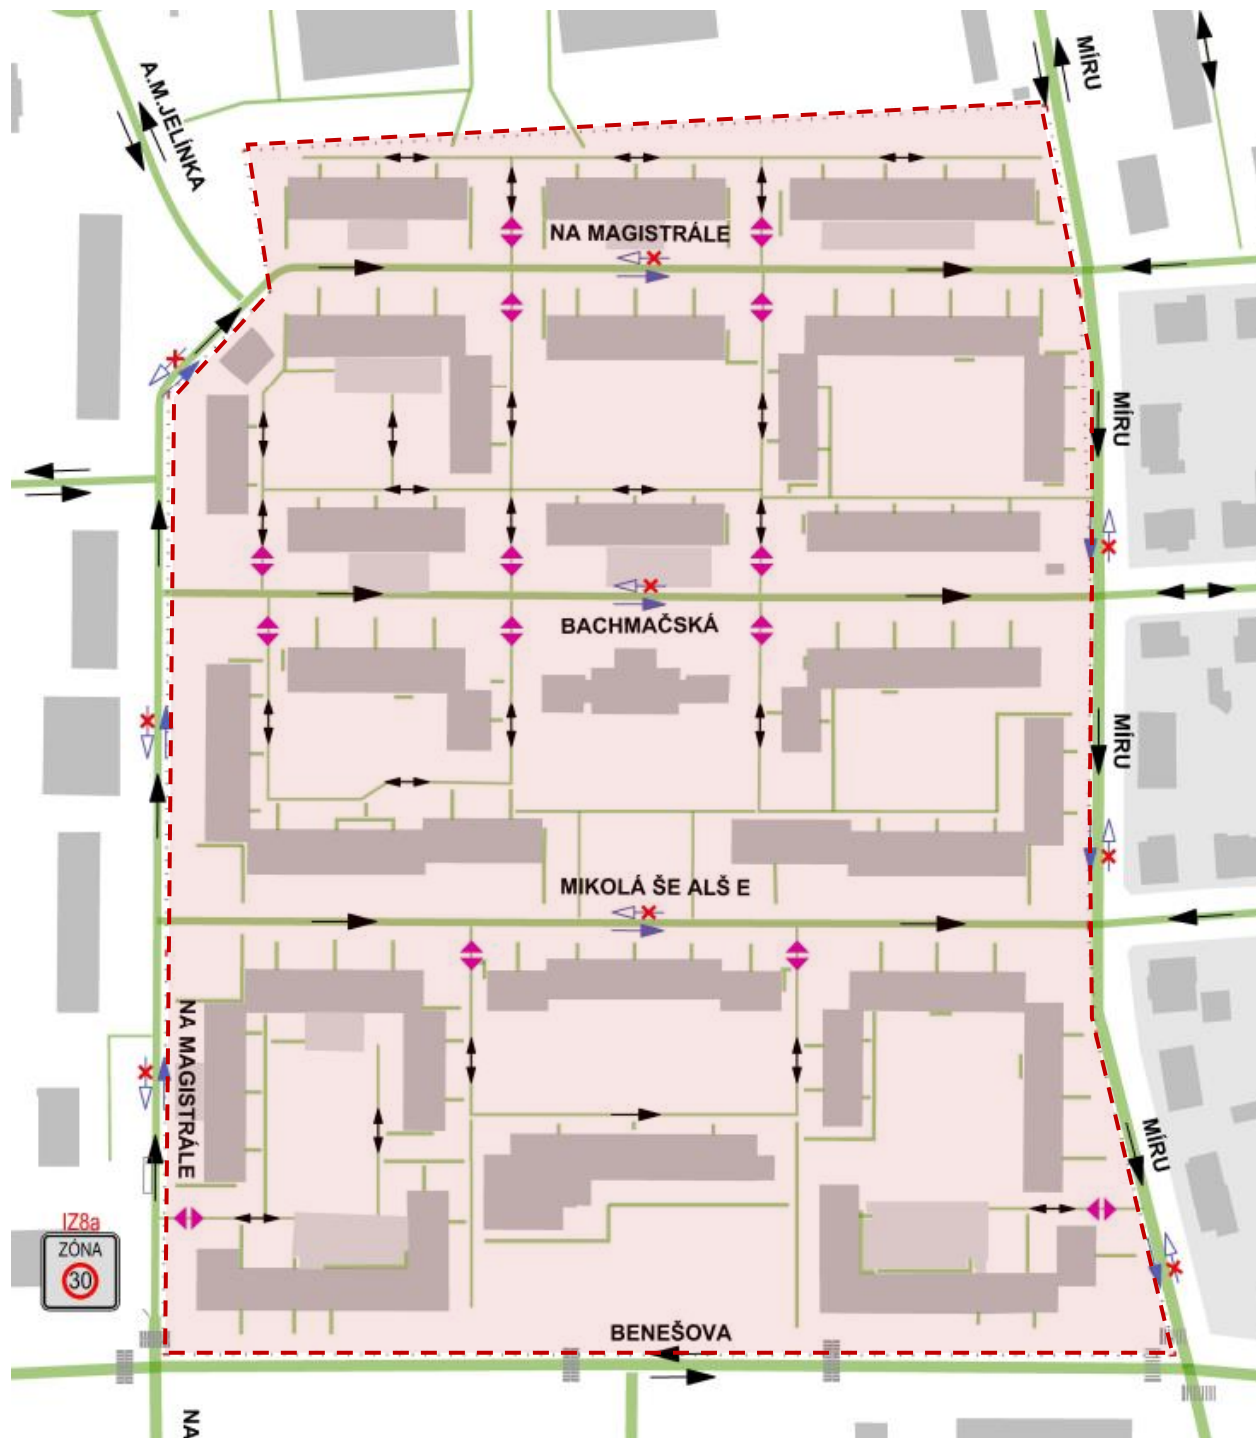 MÍRU
A.M.JELÍNKA
NA MAGISTRÁLE
MÍRU
BACHMAČSKÁ
MÍRU
MIKOLÁ ŠE ALŠ E
NA MAGISTRÁLE
MÍRU
IZ8a
ZÓNA
30
BENEŠOVA
NA